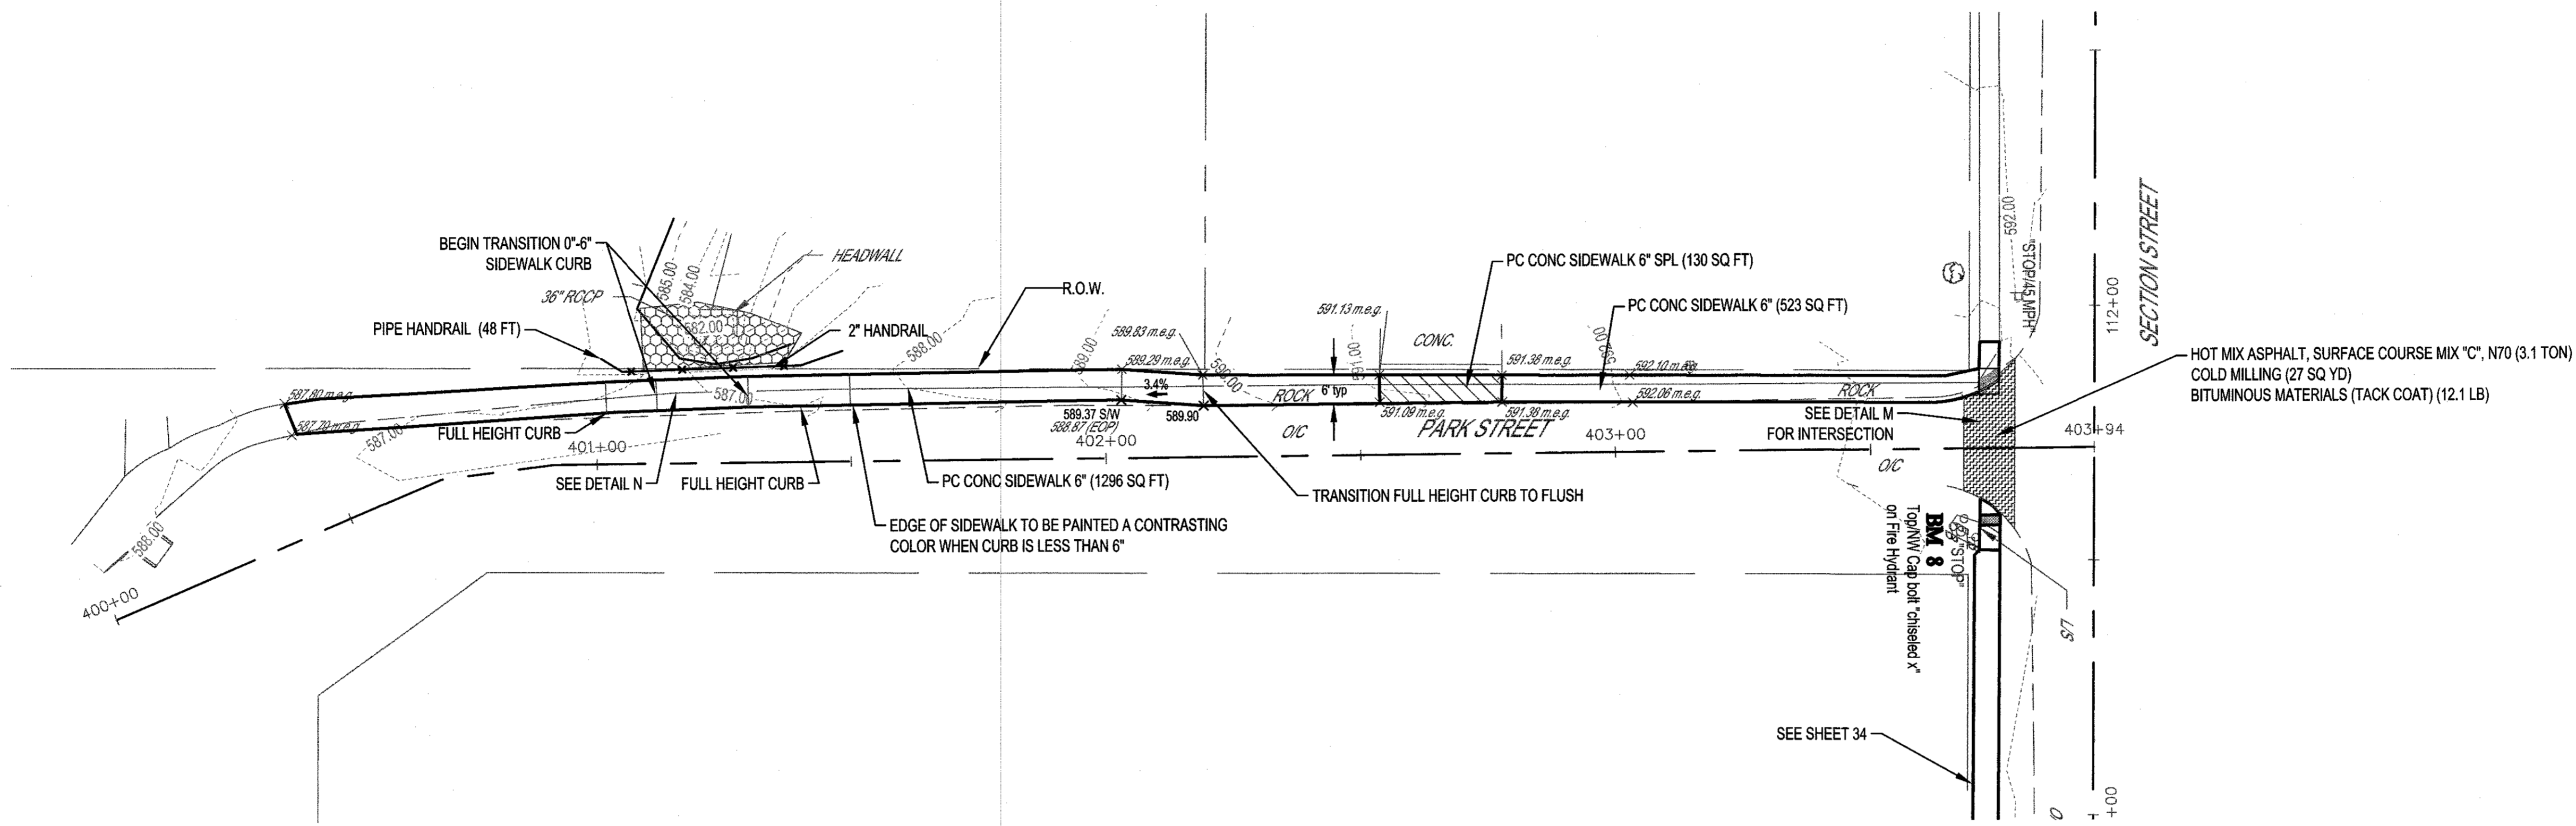 BEGIN TRANSITION 0"-6"
SIDEWALK CURB
36" RCCP
PIPE HANDRAIL (48 FT)
585.00
584.00
582.00
HEADWALL
2" HANDRAIL
R.O.W.
588.00
589.00
589.83 m.e.g.
589.29 m.e.g.
590.00
591.13 m.e.g.
591.00
CONC.
PC CONC SIDEWALK 6" SPL (130 SQ FT)
PC CONC SIDEWALK 6" (523 SQ FT)
592.00
591.38 m.e.g.
592.10 m.e.g.
592.00
"STOP/45 MPH"
112+00
SECTION STREET
HOT MIX ASPHALT, SURFACE COURSE MIX "C", N70 (3.1 TON)
COLD MILLING (27 SQ YD)
BITUMINOUS MATERIALS (TACK COAT) (12.1 LB)
587.80 m.e.g.
587.79 m.e.g.
587.00
587.00
FULL HEIGHT CURB
401+00
SEE DETAIL N
FULL HEIGHT CURB
3.4%
589.37 S/W
588.87 (EOP)
402+00
589.90
ROCK
6' typ
O/C
591.09 m.e.g.
591.38 m.e.g.
PARK STREET
592.06 m.e.g.
403+00
ROCK
SEE DETAIL M
FOR INTERSECTION
403+94
O/C
PC CONC SIDEWALK 6" (1296 SQ FT)
TRANSITION FULL HEIGHT CURB TO FLUSH
EDGE OF SIDEWALK TO BE PAINTED A CONTRASTING
COLOR WHEN CURB IS LESS THAN 6"
588.00
400+00
"STOP"
BM 8
Top/NW Cap bolt "chiseled x"
on Fire Hydrant
L/S
SEE SHEET 34
+00